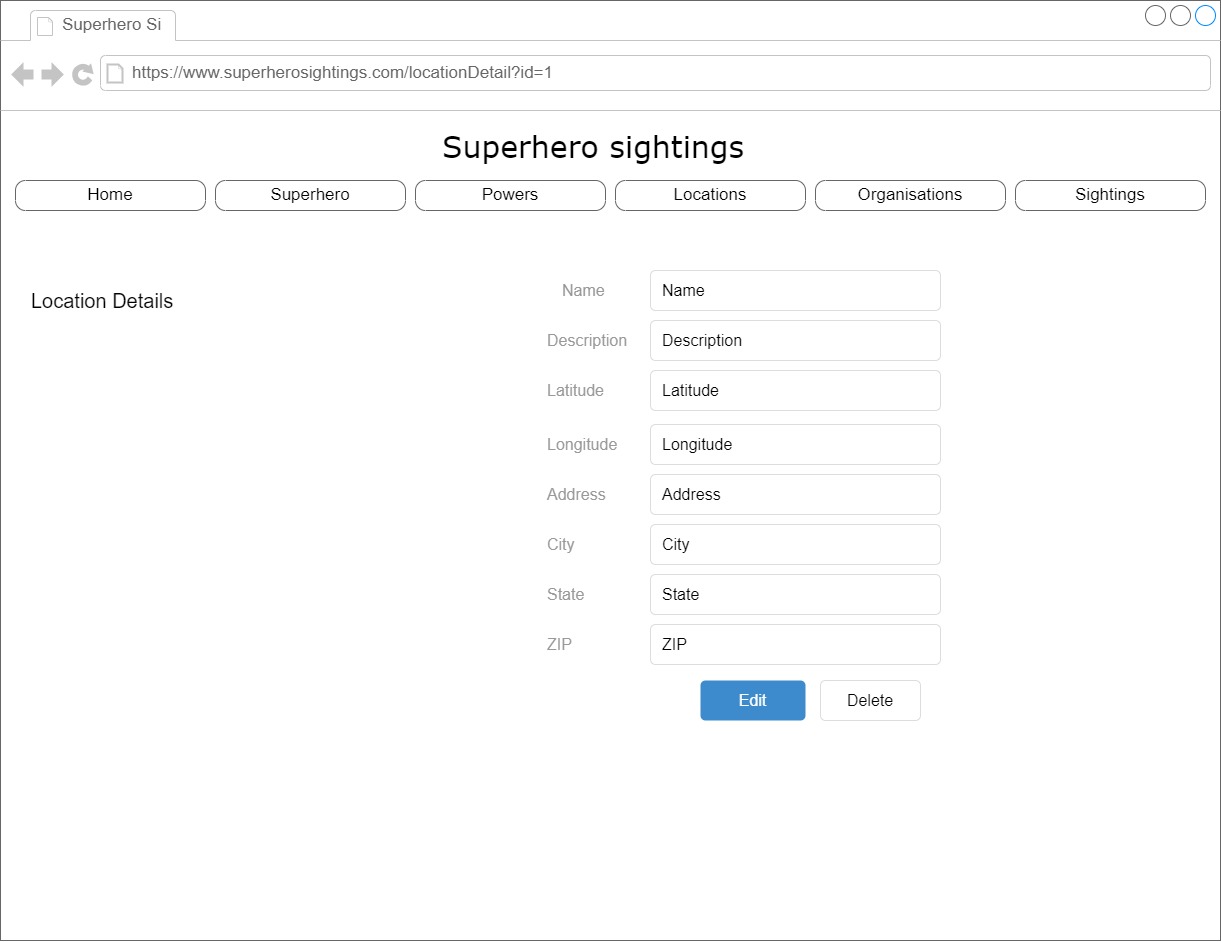 Superhero Si
https://www.superherosightings.com/locationDetail?id=1
Superhero sightings
Home Superhero Powers Locations Organisations Sightings
Location Details
Name Name
Description Description
Latitude Latitude
Longitude Longitude
Address Address
City City
State State
ZIP ZIP
Edit Delete